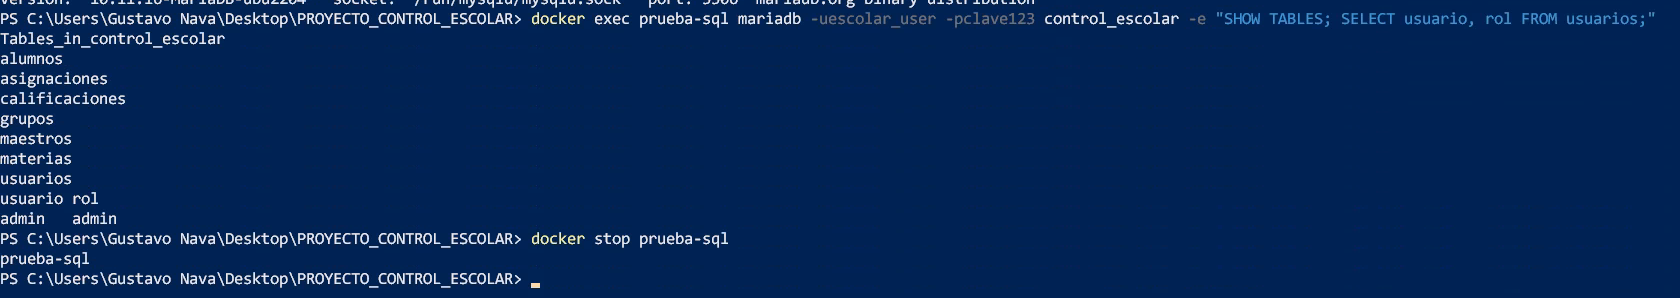 PS C:\Users\Gustavo Nava\Desktop\PROYECTO_CONTROL_ESCOLAR> docker exec prueba-sql mariadb -uescolar_user -pclave123 control_escolar -e "SHOW TABLES; SELECT usuario, rol FROM usuarios;"
Tables_in_control_escolar
alumnos
asignaciones
calificaciones
grupos
maestros
materias
usuarios
usuario rol
admin admin
PS C:\Users\Gustavo Nava\Desktop\PROYECTO_CONTROL_ESCOLAR> docker stop prueba-sql
prueba-sql
PS C:\Users\Gustavo Nava\Desktop\PROYECTO_CONTROL_ESCOLAR>